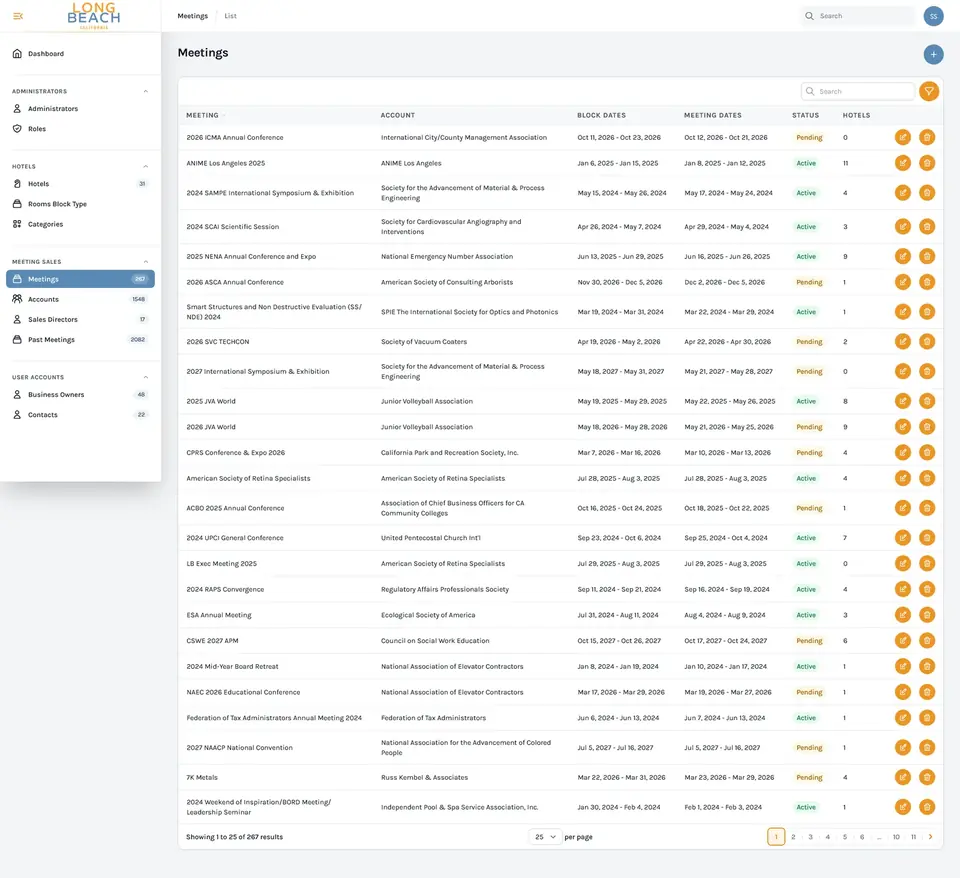 LONG
BEACH
CALIFORNIA
Meetings List
Search
SS
Dashboard
ADMINISTRATORS
Administrators
Roles
HOTELS
Hotels 31
Rooms Block Type
Categories
MEETING SALES
Meetings 267
Accounts 1548
Sales Directors 17
Past Meetings 2082
USER ACCOUNTS
Business Owners 48
Contacts 22
Meetings
Search
MEETING ACCOUNT BLOCK DATES MEETING DATES STATUS HOTELS
2026 ICMA Annual Conference International City/County Management Association Oct 11, 2026 - Oct 23, 2026 Oct 12, 2026 - Oct 21, 2026 Pending 0
ANIME Los Angeles 2025 ANIME Los Angeles Jan 6, 2025 - Jan 15, 2025 Jan 8, 2025 - Jan 12, 2025 Active 11
2024 SAMPE International Symposium & Exhibition Society for the Advancement of Material & Process
Engineering May 15, 2024 - May 26, 2024 May 17, 2024 - May 24, 2024 Active 4
2024 SCAI Scientific Session Society for Cardiovascular Angiography and
Interventions Apr 26, 2024 - May 7, 2024 Apr 29, 2024 - May 4, 2024 Active 3
2025 NENA Annual Conference and Expo National Emergency Number Association Jun 13, 2025 - Jun 29, 2025 Jun 16, 2025 - Jun 26, 2025 Active 9
2026 ASCA Annual Conference American Society of Consulting Arborists Nov 30, 2026 - Dec 5, 2026 Dec 2, 2026 - Dec 5, 2026 Pending 1
Smart Structures and Non Destructive Evaluation (SS/
NDE) 2024 SPIE The International Society for Optics and Photonics Mar 19, 2024 - Mar 31, 2024 Mar 22, 2024 - Mar 29, 2024 Active 1
2026 SVC TECHCON Society of Vacuum Coaters Apr 19, 2026 - May 2, 2026 Apr 22, 2026 - Apr 30, 2026 Pending 2
2027 International Symposium & Exhibition Society for the Advancement of Material & Process
Engineering May 18, 2027 - May 31, 2027 May 21, 2027 - May 28, 2027 Pending 0
2025 JVA World Junior Volleyball Association May 19, 2025 - May 29, 2025 May 22, 2025 - May 26, 2025 Active 8
2026 JVA World Junior Volleyball Association May 18, 2026 - May 28, 2026 May 21, 2026 - May 25, 2026 Pending 9
CPRS Conference & Expo 2026 California Park and Recreation Society, Inc. Mar 7, 2026 - Mar 16, 2026 Mar 10, 2026 - Mar 13, 2026 Pending 4
American Society of Retina Specialists American Society of Retina Specialists Jul 28, 2025 - Aug 3, 2025 Jul 28, 2025 - Aug 3, 2025 Active 4
ACBO 2025 Annual Conference Association of Chief Business Officers for CA
Community Colleges Oct 16, 2025 - Oct 24, 2025 Oct 18, 2025 - Oct 22, 2025 Pending 1
2024 UPCI General Conference United Pentecostal Church Int'l Sep 23, 2024 - Oct 6, 2024 Sep 25, 2024 - Oct 4, 2024 Active 7
LB Exec Meeting 2025 American Society of Retina Specialists Jul 29, 2025 - Aug 3, 2025 Jul 29, 2025 - Aug 3, 2025 Active 0
2024 RAPS Convergence Regulatory Affairs Professionals Society Sep 11, 2024 - Sep 21, 2024 Sep 16, 2024 - Sep 19, 2024 Active 4
ESA Annual Meeting Ecological Society of America Jul 31, 2024 - Aug 11, 2024 Aug 4, 2024 - Aug 9, 2024 Active 3
CSWE 2027 APM Council on Social Work Education Oct 15, 2027 - Oct 26, 2027 Oct 17, 2027 - Oct 24, 2027 Pending 6
2024 Mid-Year Board Retreat National Association of Elevator Contractors Jan 8, 2024 - Jan 19, 2024 Jan 10, 2024 - Jan 17, 2024 Active 1
NAEC 2026 Educational Conference National Association of Elevator Contractors Mar 17, 2026 - Mar 29, 2026 Mar 19, 2026 - Mar 27, 2026 Pending 1
Federation of Tax Administrators Annual Meeting 2024 Federation of Tax Administrators Jun 6, 2024 - Jun 13, 2024 Jun 7, 2024 - Jun 13, 2024 Active 1
2027 NAACP National Convention National Association for the Advancement of Colored
People Jul 5, 2027 - Jul 16, 2027 Jul 5, 2027 - Jul 16, 2027 Pending 1
7K Metals Russ Kembel & Associates Mar 22, 2026 - Mar 31, 2026 Mar 23, 2026 - Mar 29, 2026 Pending 4
2024 Weekend of Inspiration/BORD Meeting/
Leadership Seminar Independent Pool & Spa Service Association, Inc. Jan 30, 2024 - Feb 4, 2024 Feb 1, 2024 - Feb 3, 2024 Active 1
Showing 1 to 25 of 267 results 25 per page 1 2 3 4 5 6 ... 10 11